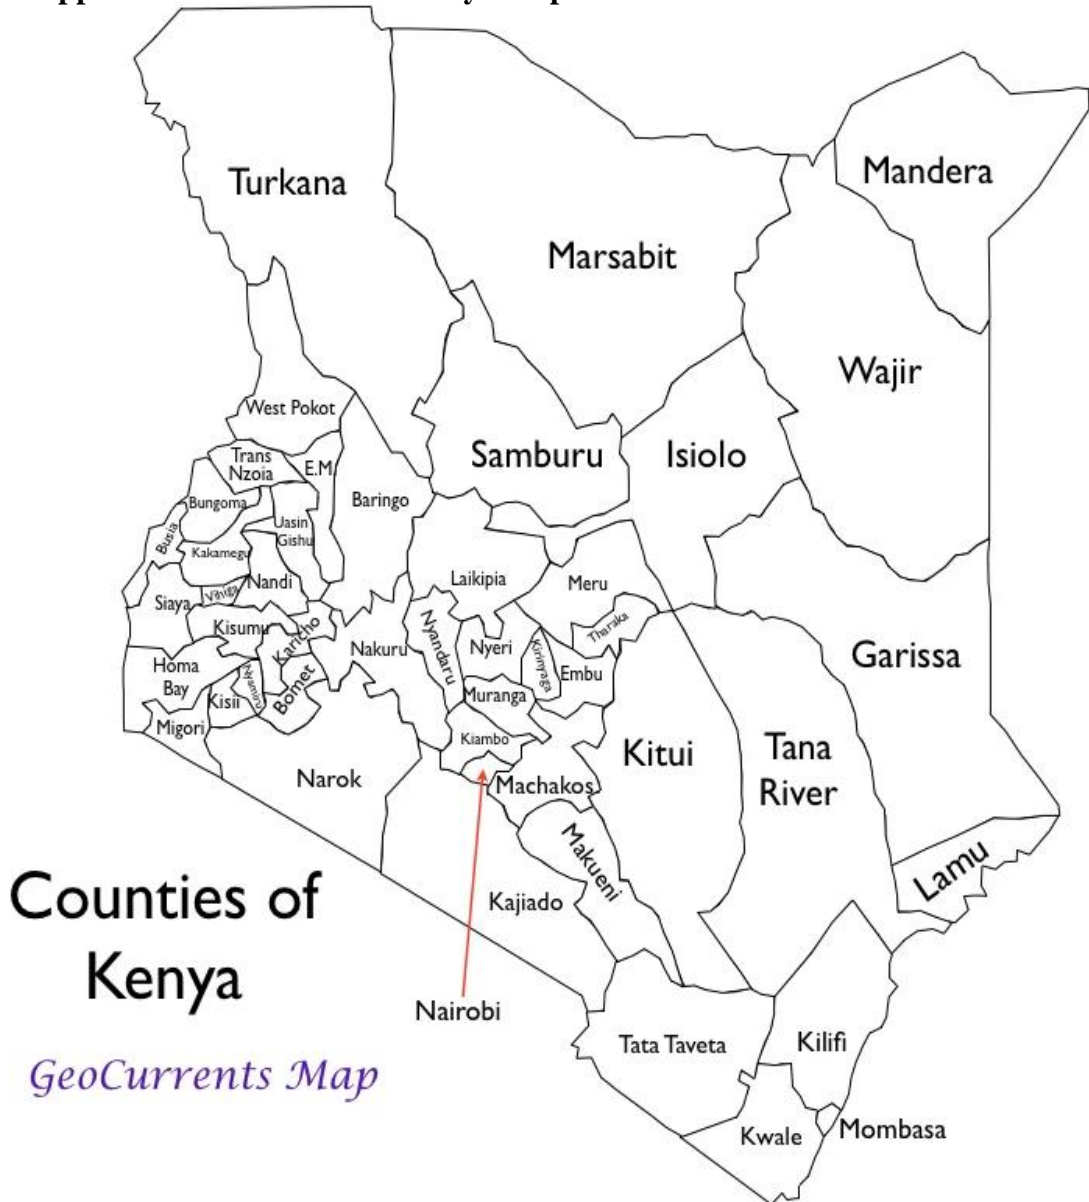 Turkana
Mandera
Marsabit
Wajir
West Pokot
Samburu
Isiolo
Trans
Nzoia
E.M
Baringo
Bungoma
Uasin
Gishu
Busia
Kakamegu
Nandi
Laikipia
Meru
Vihiga
Siaya
Kisumu
Karicho
Nakuru
Nyandaru
Nyeri
Kirinyaga
Tharaka
Embu
Garissa
Homa
Bay
Kisii
Nyamiru
Bomet
Muranga
Migori
Kiambo
Kitui
Tana
River
Narok
Machakos
Makueni
Lamu
Counties of
Kenya
Kajiado
Nairobi
GeoCurrents Map
Tata Taveta
Kilifi
Kwale
Mombasa